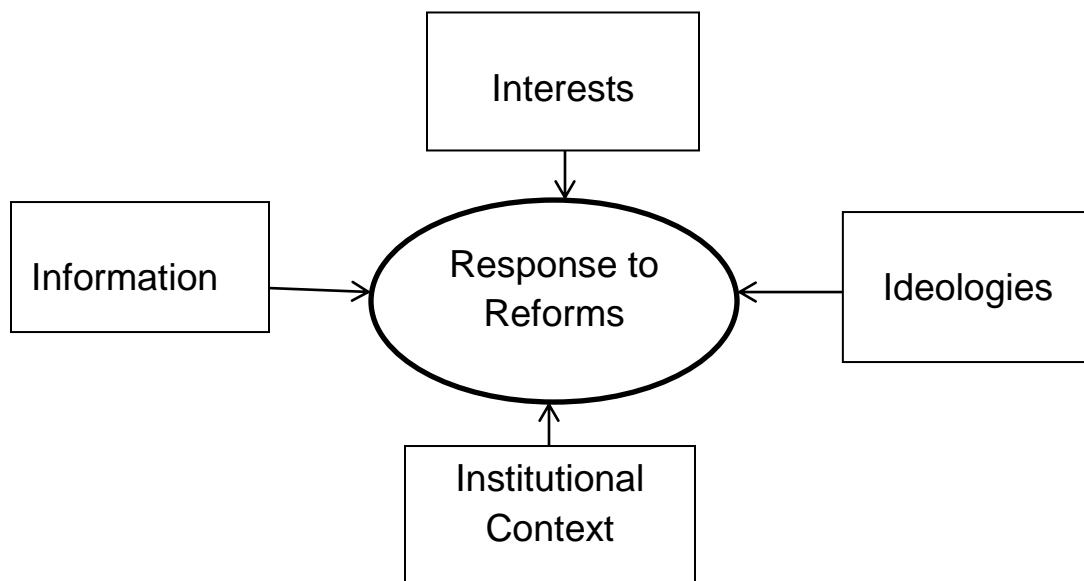 Interests
Information
Response to
Reforms
Ideologies
Institutional
Context